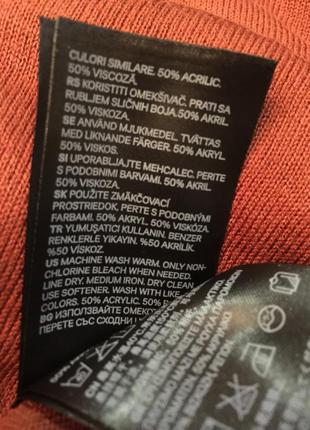 CULORI SIMILARE. 50% ACRILIC.
50% VISCOZĂ.
RS KORISTITI OMEKŠIVAČ. PRATI SA
RUBLJEM SLIČNIH BOJA. 50% AKRIL.
50% VISKOZA.
SE ANVÄND MJUKMEDEL. TVÄTTAS
MED LIKNANDE FÄRGER. 50% AKRYL.
50% VISKOS.
SI UPORABLJAJTE MEHCALEC. PERITE
S PODOBNIMI BARVAMI. 50% AKRIL.
50% VISKOZA.
SK POUŽITE ZMÄKČOVACÍ
PROSTRIEDOK. PERTE S PODOBNÝMI
FARBAMI. 50% AKRYL. 50% VISKÓZA.
TR YUMUŞATICI KULLANIN. BENZER
RENKLERLE YIKAYIN. %50 AKRİLİK.
%50 VİSKOZ.
US MACHINE WASH WARM. ONLY NON-
CHLORINE BLEACH WHEN NEEDED.
LINE DRY. MEDIUM IRON. DRY CLEAN.
USE SOFTENER. WASH WITH LIKE
COLORS. 50% ACRYLIC. 50%
BG ИЗПОЛЗВАЙТЕ
ПЕРЕТЕ СЪС СХОДНИ